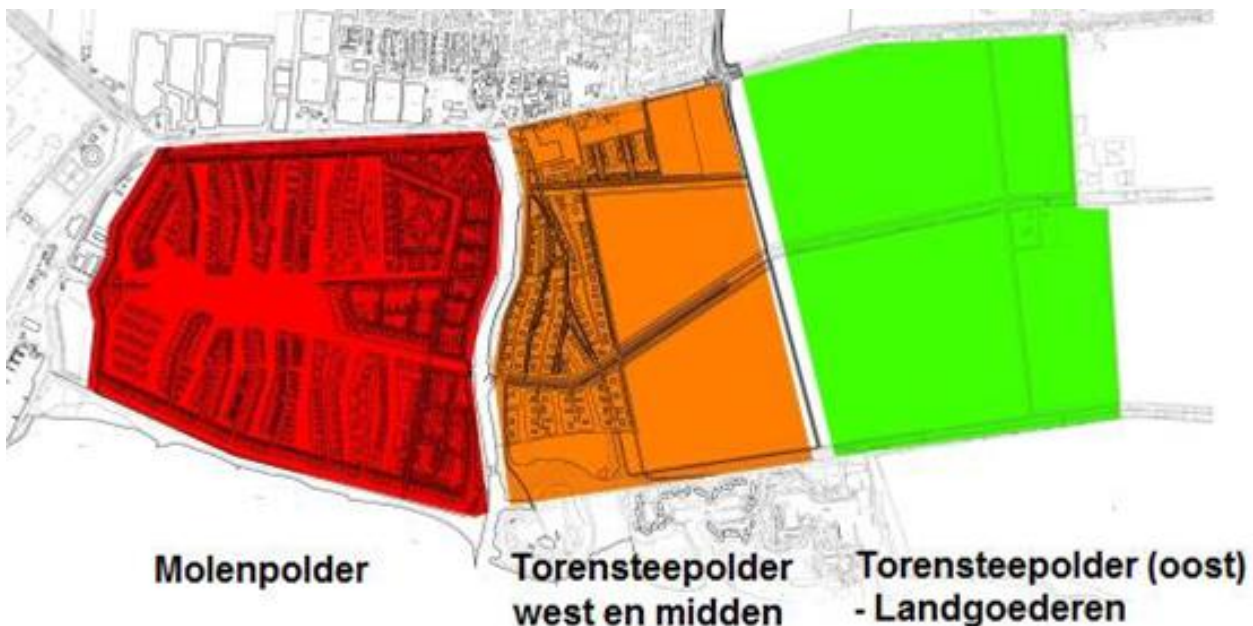 Molenpolder
Torensteepolder
west en midden
Torensteepolder (oost)
- Landgoederen